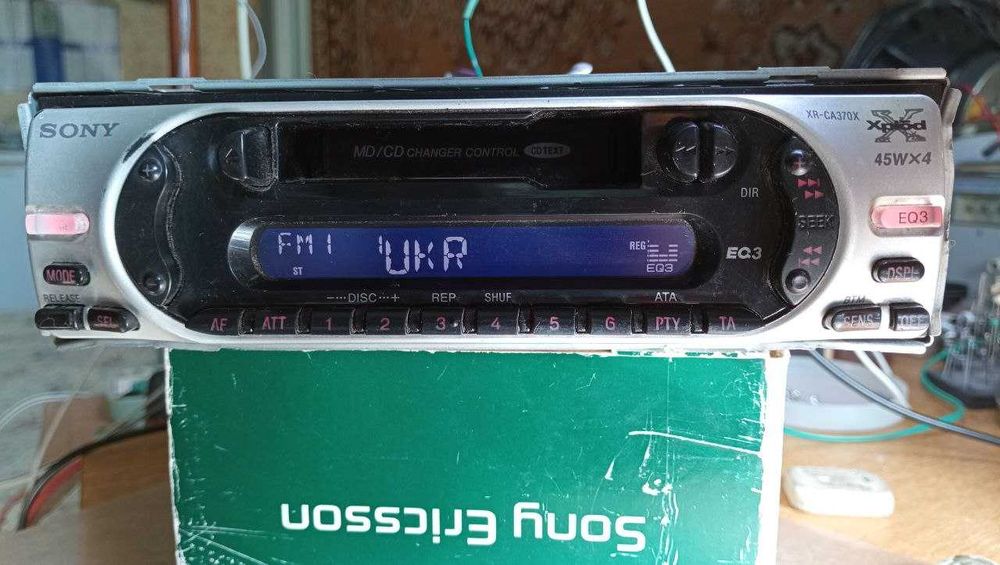 SONY
XR-CA370X
Xplod
45W×4
MD/CD CHANGER CONTROL CD TEXT
DIR
SEEK
EQ3
FM1 UKR REG
ST EQ3
EQ3
MODE
DSPL
RELEASE
SEL
BTM
SENS
OFF
DISC
REP
SHUF
ATA
AF ATT 1 2 3 4 5 6 PTY TA
Sony Ericsson